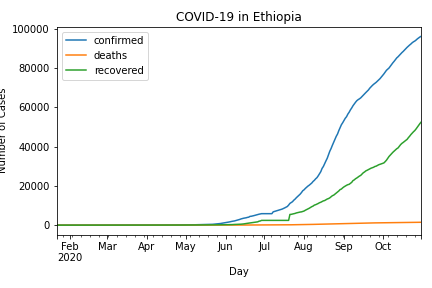 COVID-19 in Ethiopia
100000
80000
60000
40000
20000
0
Number of Cases
confirmed
deaths
recovered
Feb Mar Apr May Jun Jul Aug Sep Oct
2020
Day